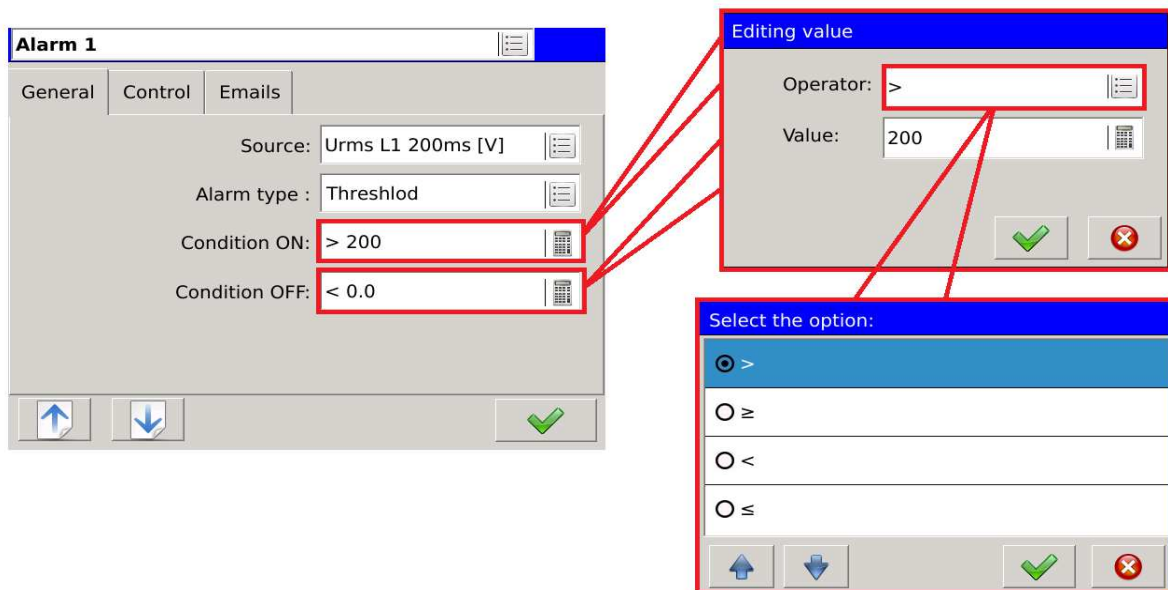 Alarm 1
General Control Emails
Source: Urms L1 200ms [V]
Alarm type : Threshlod
Condition ON: > 200
Condition OFF: < 0.0
Editing value
Operator: >
Value: 200
Select the option:
>
≥
<
≤